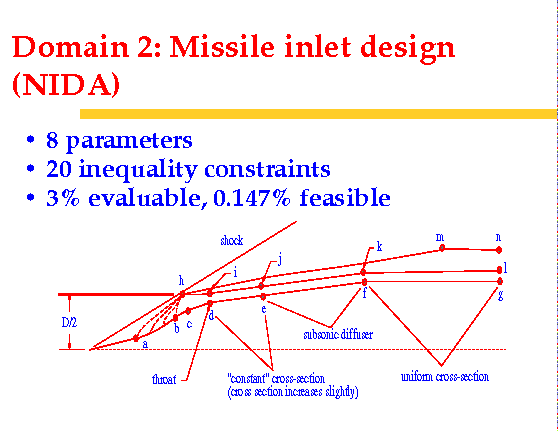 Domain 2: Missile inlet design
(NIDA)
• 8 parameters
• 20 inequality constraints
• 3% evaluable, 0.147% feasible
shock
m
n
k
j
h
i
l
D/2
a
b
c
d
e
f
g
subsonic diffuser
throat
"constant" cross-section
(cross section increases slightly)
uniform cross-section